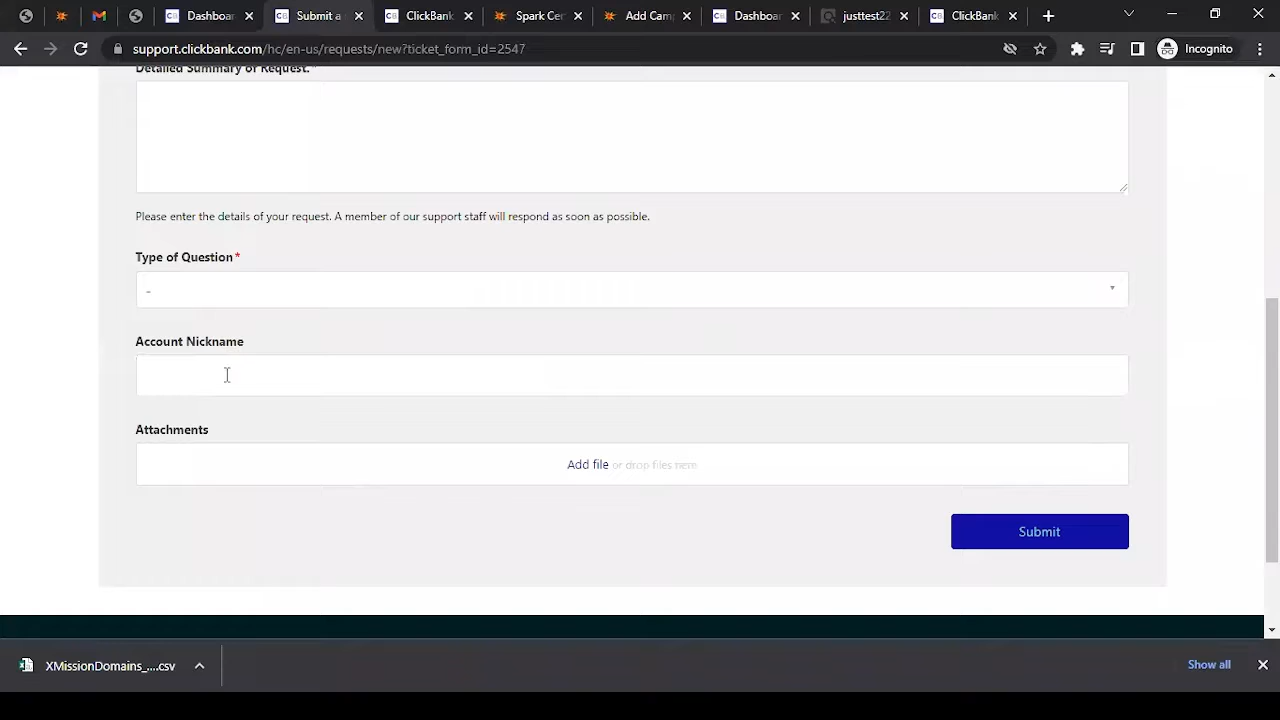 Dashboar
Submit a
ClickBank
Spark Cer
Add Camp
Dashboar
justtest22
ClickBank
support.clickbank.com/hc/en-us/requests/new?ticket_form_id=2547
Incognito
Detailed Summary of Request.*
Please enter the details of your request. A member of our support staff will respond as soon as possible.
Type of Question*
-
Account Nickname
Attachments
Add file or drop files here
Submit
XMissionDomains_....csv
Show all